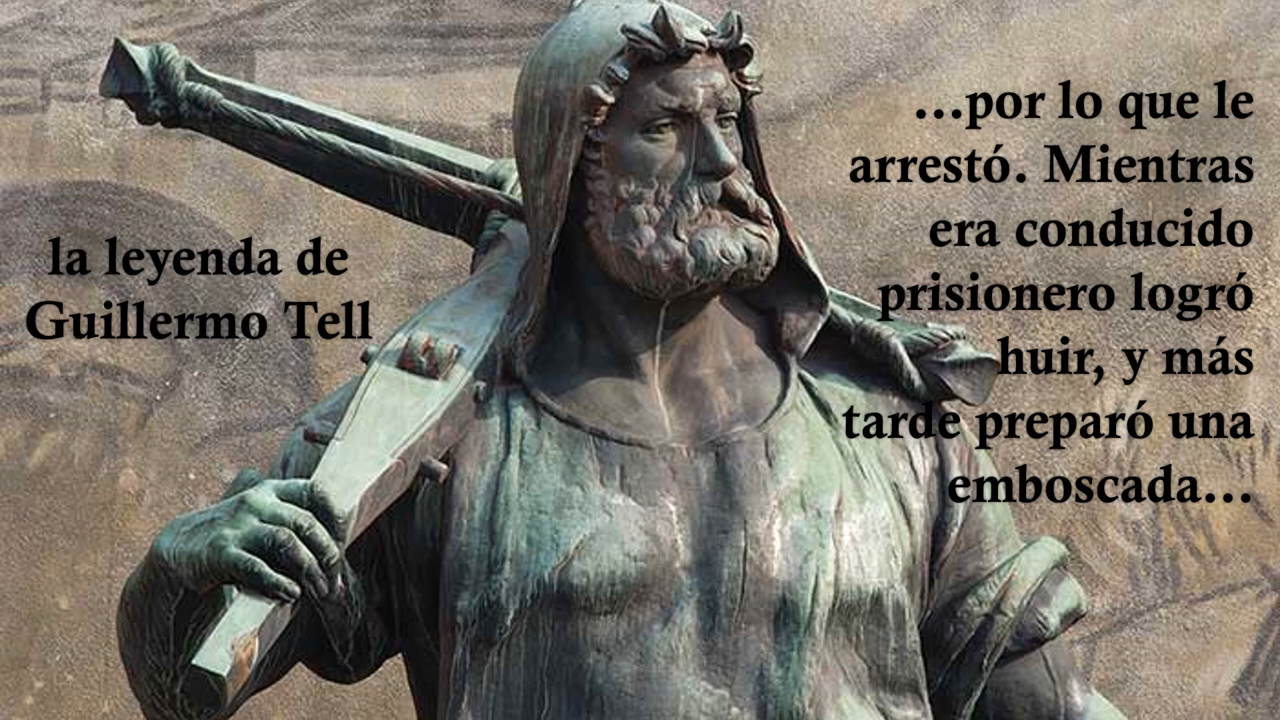 la leyenda de
Guillermo Tell
...por lo que le
arrestó. Mientras
era conducido
prisionero logró
huir, y más
tarde preparó una
emboscada...